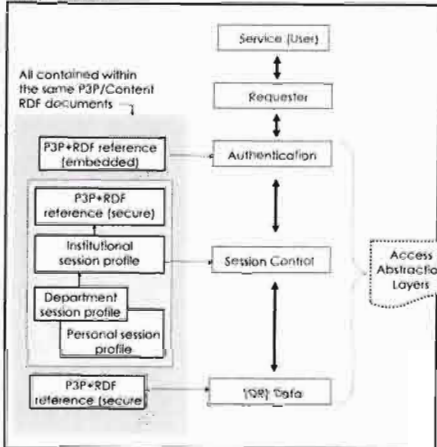 Service (User)
All contained within
the same P3P/Content
RDF documents
Requester
P3P+RDF reference
(embedded)
Authentication
P3P+RDF
reference (secure)
Institutional
session profile
Session Control
Access
Abstraction
Layers
Department
session profile
Personal session
profile
P3P+RDF
reference (secure
Data